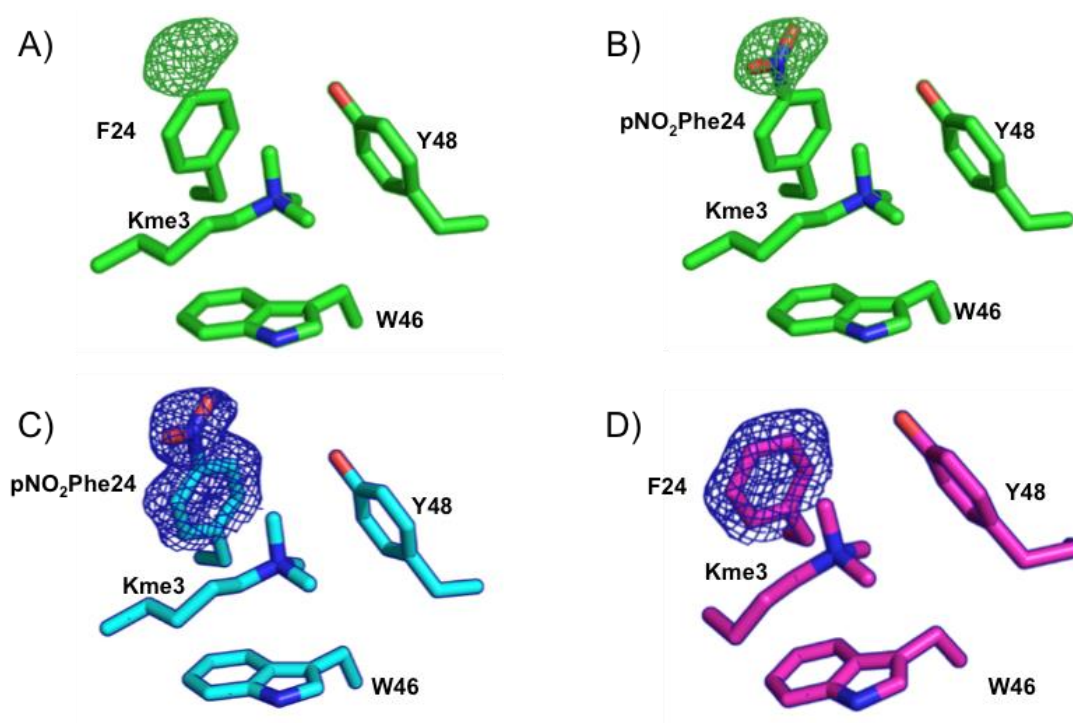 A)
F24
Y48
Kme3
W46
B)
pNO₂Phe24
Y48
Kme3
W46
C)
pNO₂Phe24
Y48
Kme3
W46
D)
F24
Y48
Kme3
W46